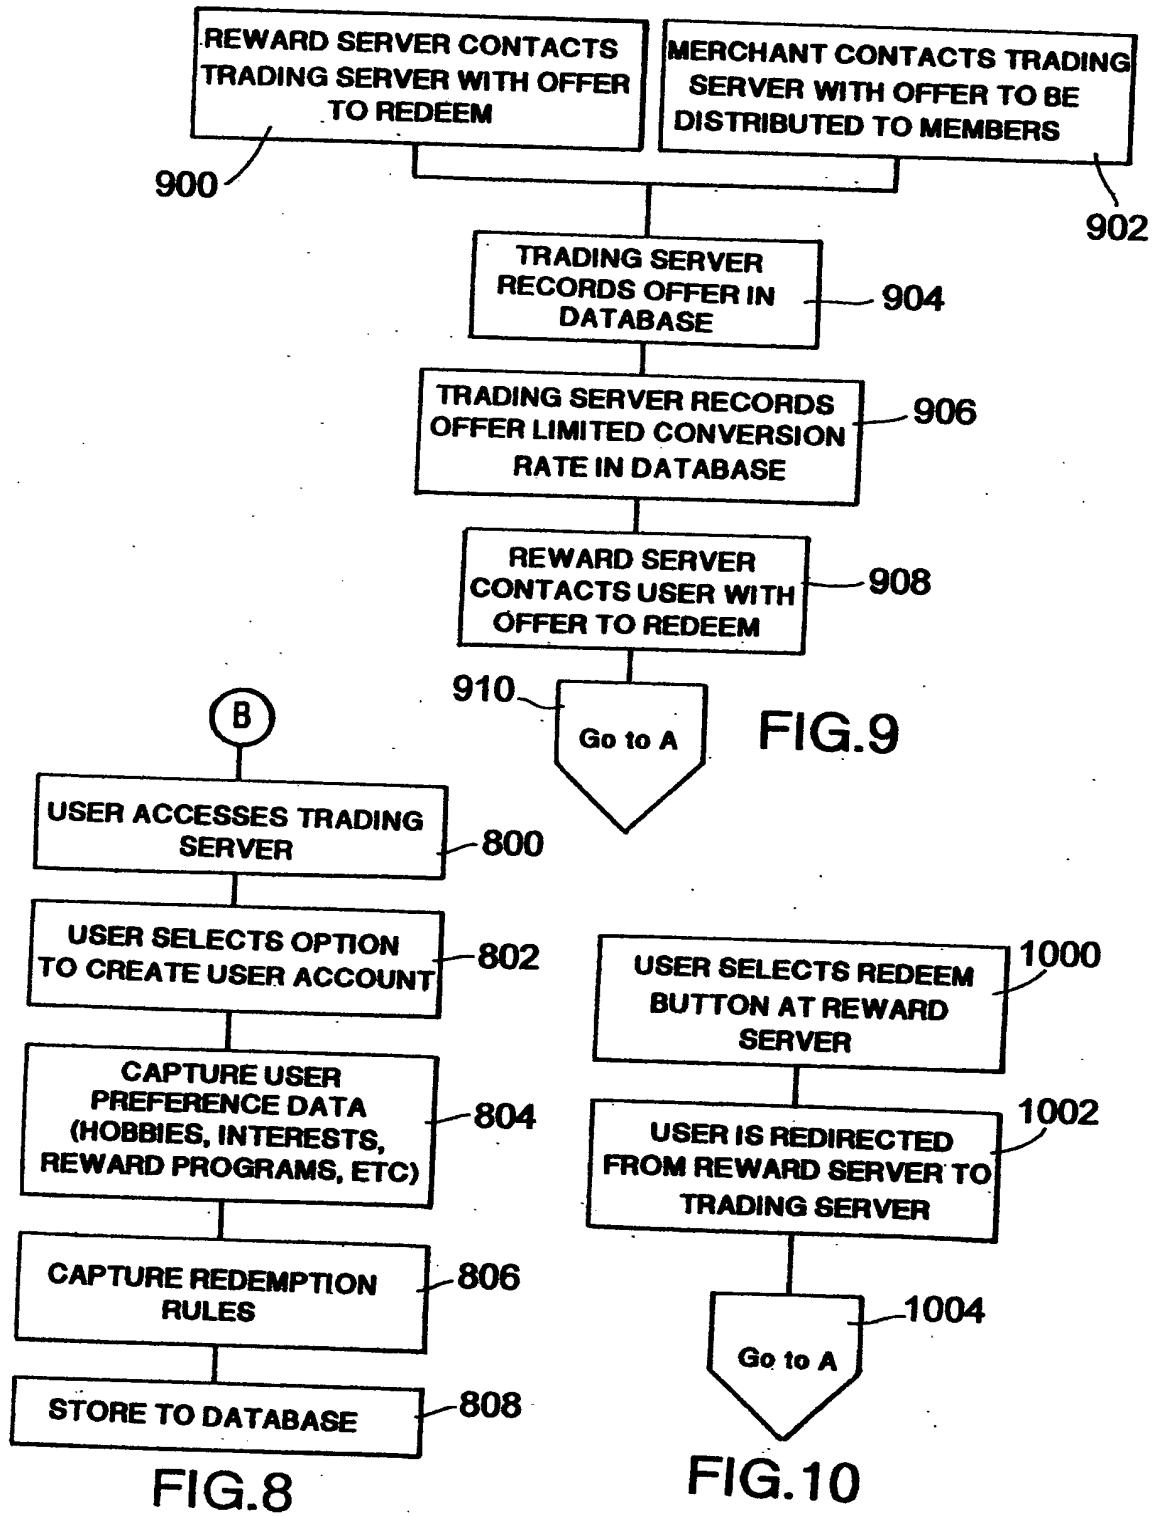 REWARD SERVER CONTACTS
TRADING SERVER WITH OFFER
TO REDEEM
900
MERCHANT CONTACTS TRADING
SERVER WITH OFFER TO BE
DISTRIBUTED TO MEMBERS
902
TRADING SERVER
RECORDS OFFER IN
DATABASE
904
TRADING SERVER RECORDS
OFFER LIMITED CONVERSION
RATE IN DATABASE
906
REWARD SERVER
CONTACTS USER WITH
OFFER TO REDEEM
908
910
Go to A
FIG.9
B
USER ACCESSES TRADING
SERVER
800
USER SELECTS OPTION
TO CREATE USER ACCOUNT
802
CAPTURE USER
PREFERENCE DATA
(HOBBIES, INTERESTS,
REWARD PROGRAMS, ETC)
804
CAPTURE REDEMPTION
RULES
806
STORE TO DATABASE
808
FIG.8
USER SELECTS REDEEM
BUTTON AT REWARD
SERVER
1000
USER IS REDIRECTED
FROM REWARD SERVER TO
TRADING SERVER
1002
Go to A
1004
FIG.10